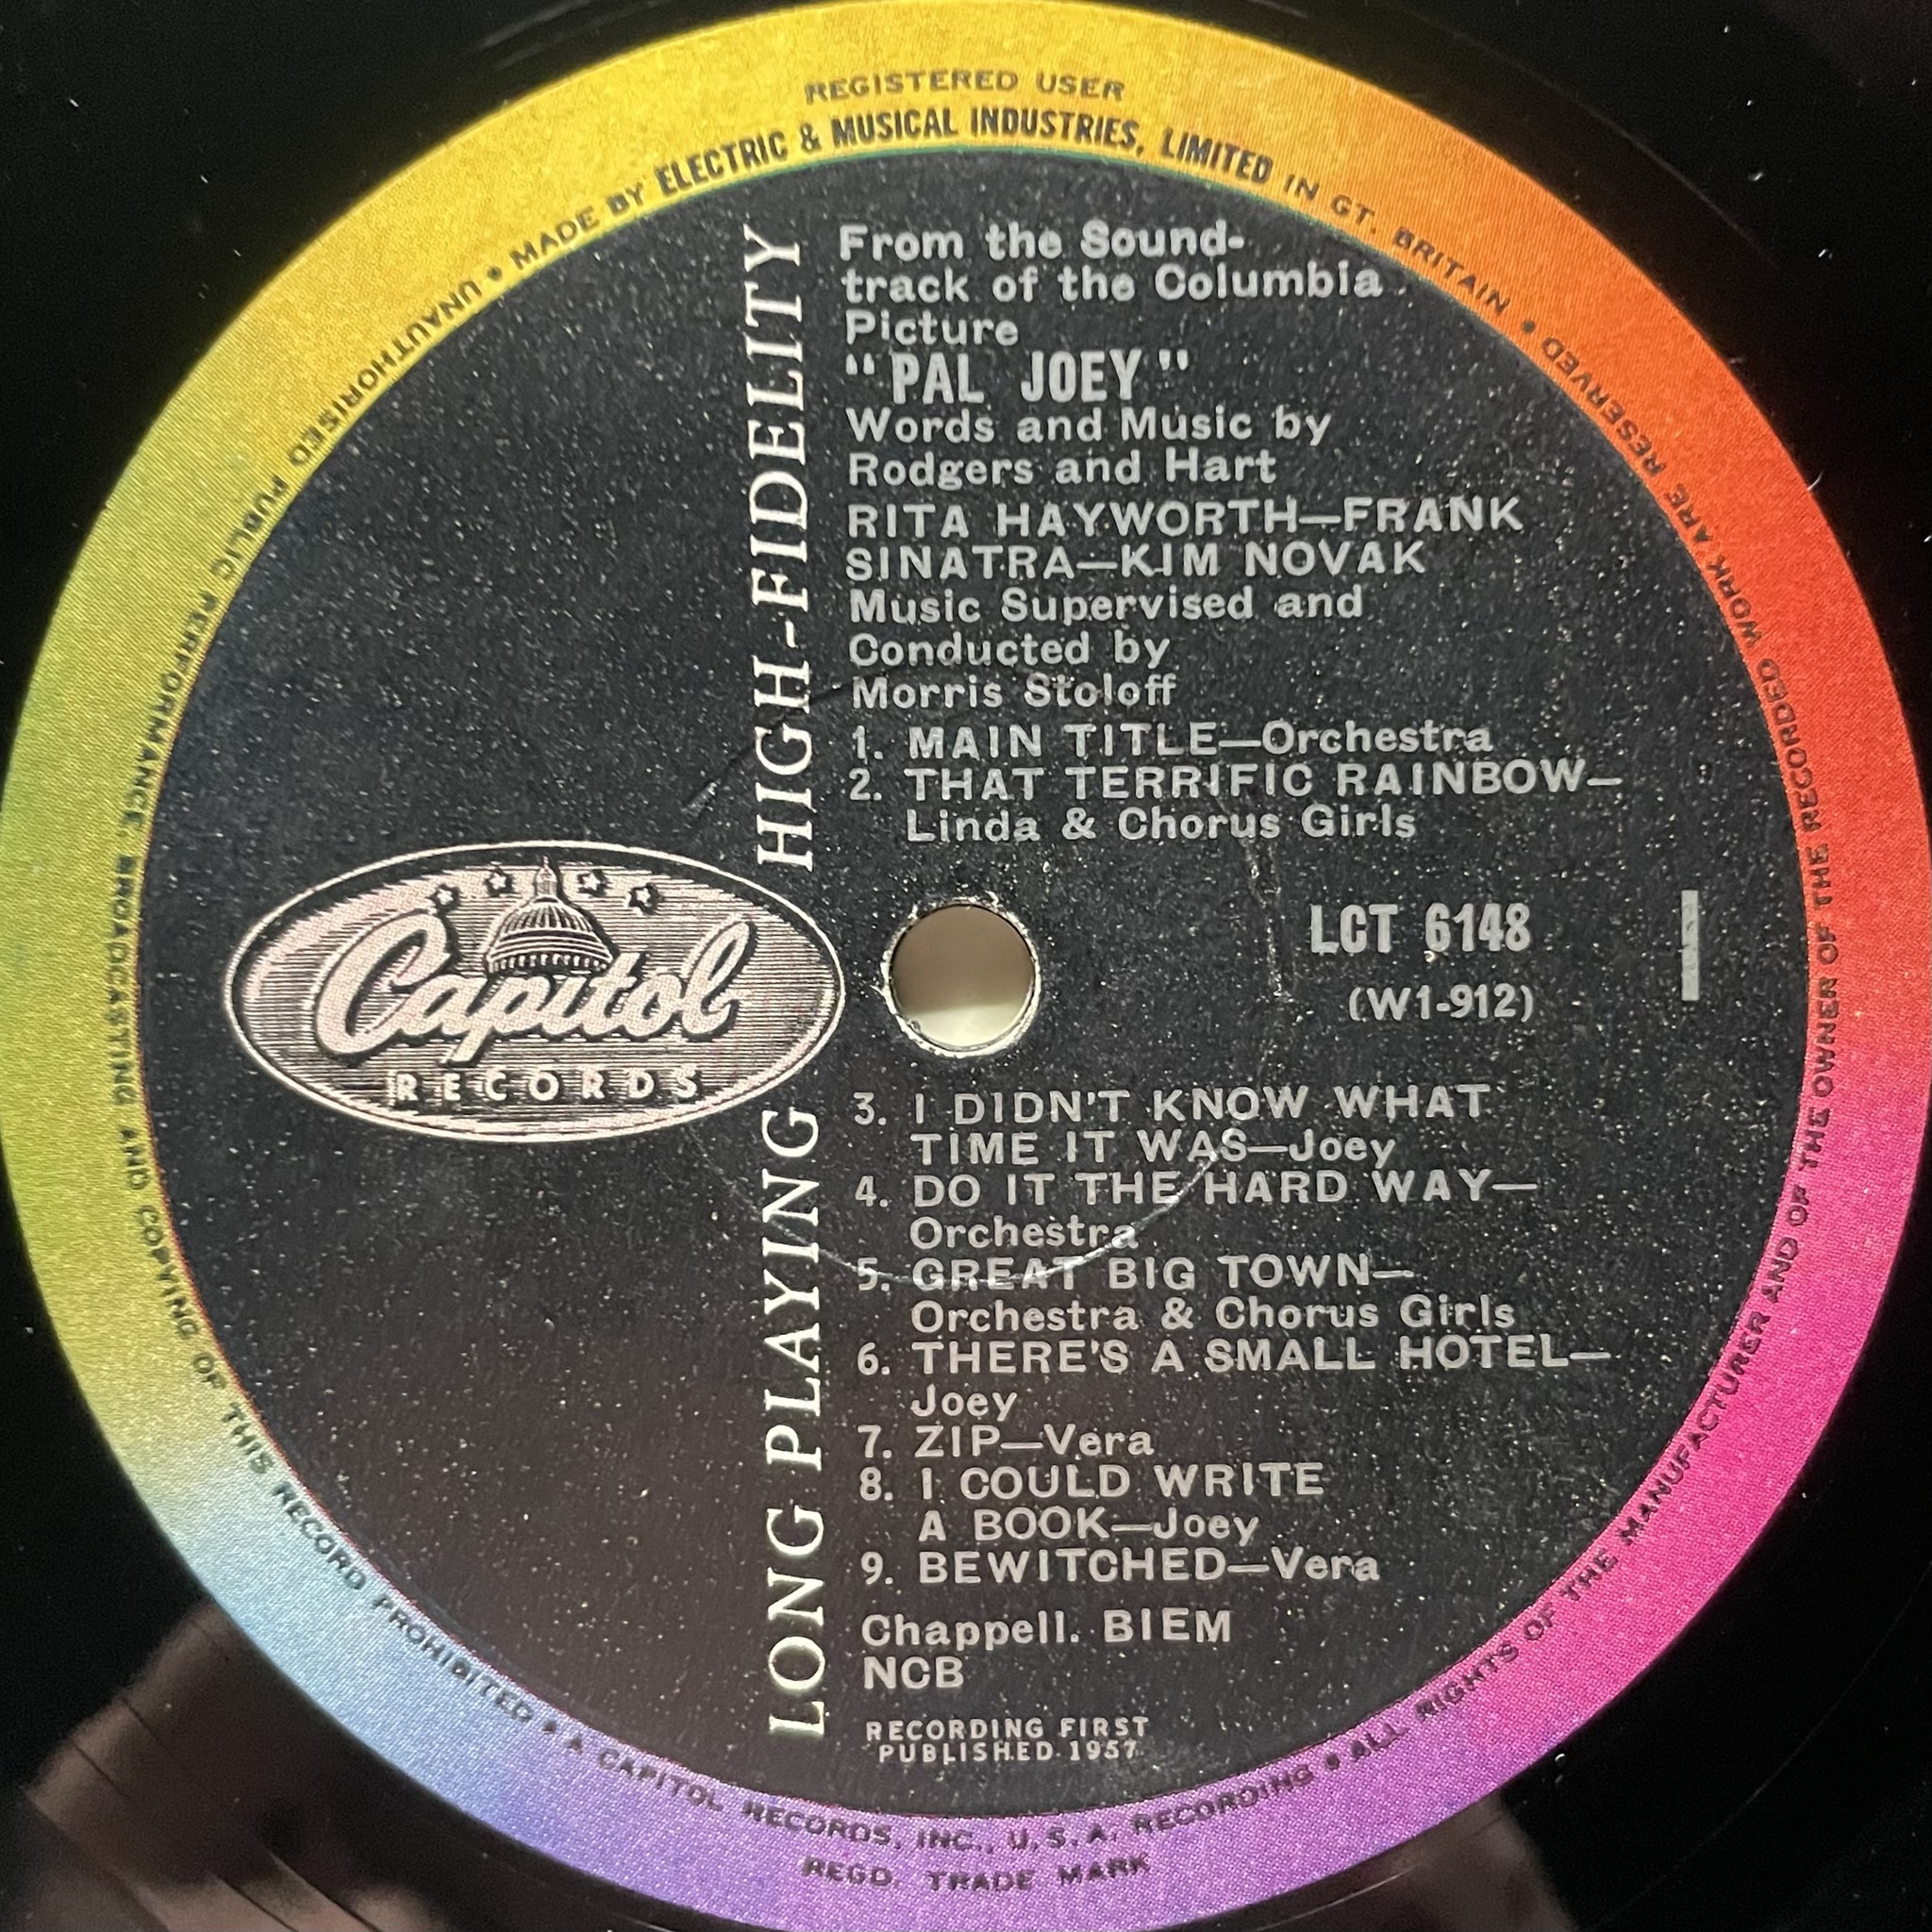 REGISTERED USER
• MADE BY ELECTRIC & MUSICAL INDUSTRIES, LIMITED IN GT. BRITAIN •
UNAUTHORISED PUBLIC PERFORMANCE, BROADCASTING AND COPYING OF THIS RECORD PROHIBITED • A CAPITOL RECORDS, INC., U.S.A. RECORDING • ALL RIGHTS OF THE MANUFACTURER AND OF THE OWNER OF THE RECORDED WORK ARE RESERVED
REGD. TRADE MARK
HIGH-FIDELITY
LONG PLAYING
Capitol
RECORDS
From the Sound-
track of the Columbia
Picture
"PAL JOEY"
Words and Music by
Rodgers and Hart
RITA HAYWORTH—FRANK
SINATRA—KIM NOVAK
Music Supervised and
Conducted by
Morris Stoloff
1. MAIN TITLE—Orchestra
2. THAT TERRIFIC RAINBOW—
Linda & Chorus Girls
LCT 6148
1
(W1-912)
3. I DIDN'T KNOW WHAT
TIME IT WAS—Joey
4. DO IT THE HARD WAY—
Orchestra
5. GREAT BIG TOWN—
Orchestra & Chorus Girls
6. THERE'S A SMALL HOTEL—
Joey
7. ZIP—Vera
8. I COULD WRITE
A BOOK—Joey
9. BEWITCHED—Vera
Chappell. BIEM
NCB
RECORDING FIRST
PUBLISHED 1957